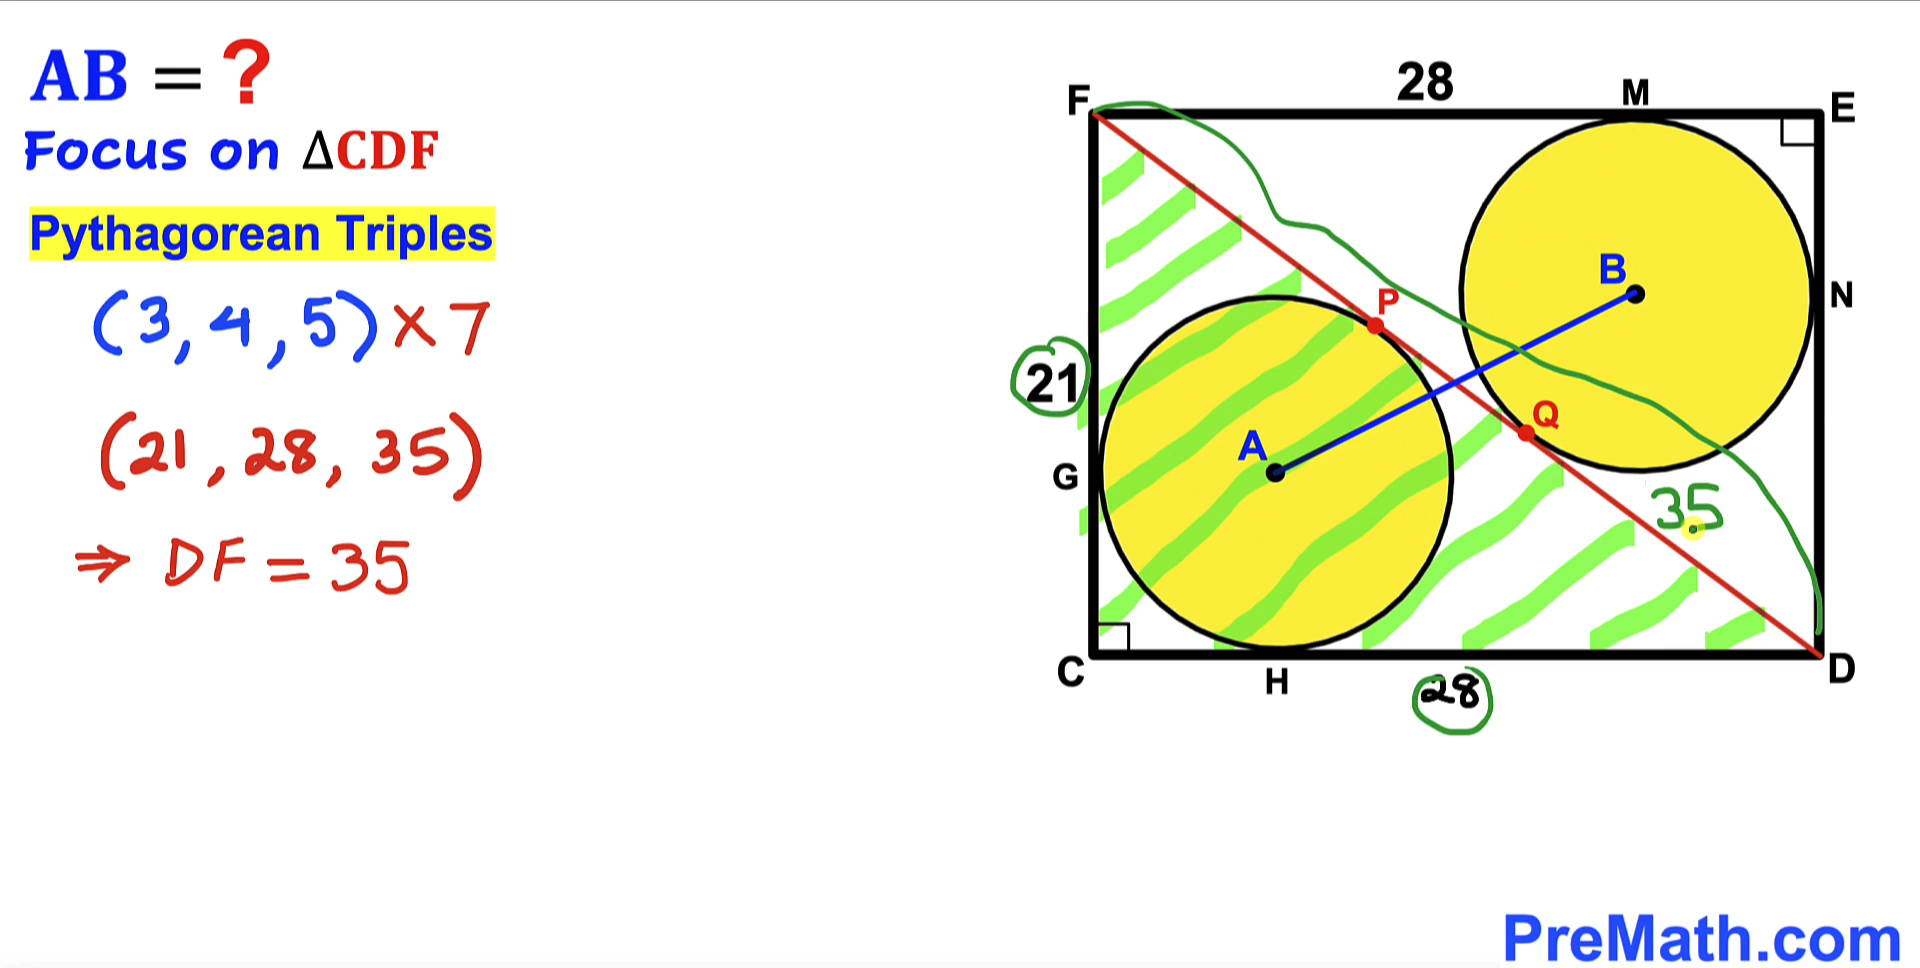 AB = ?
Focus on ΔCDF
Pythagorean Triples
(3, 4, 5) × 7
(21, 28, 35)
⇒ DF = 35
28
F
M
E
B
N
P
21
Q
A
G
35
C
H
28
D
PreMath.com